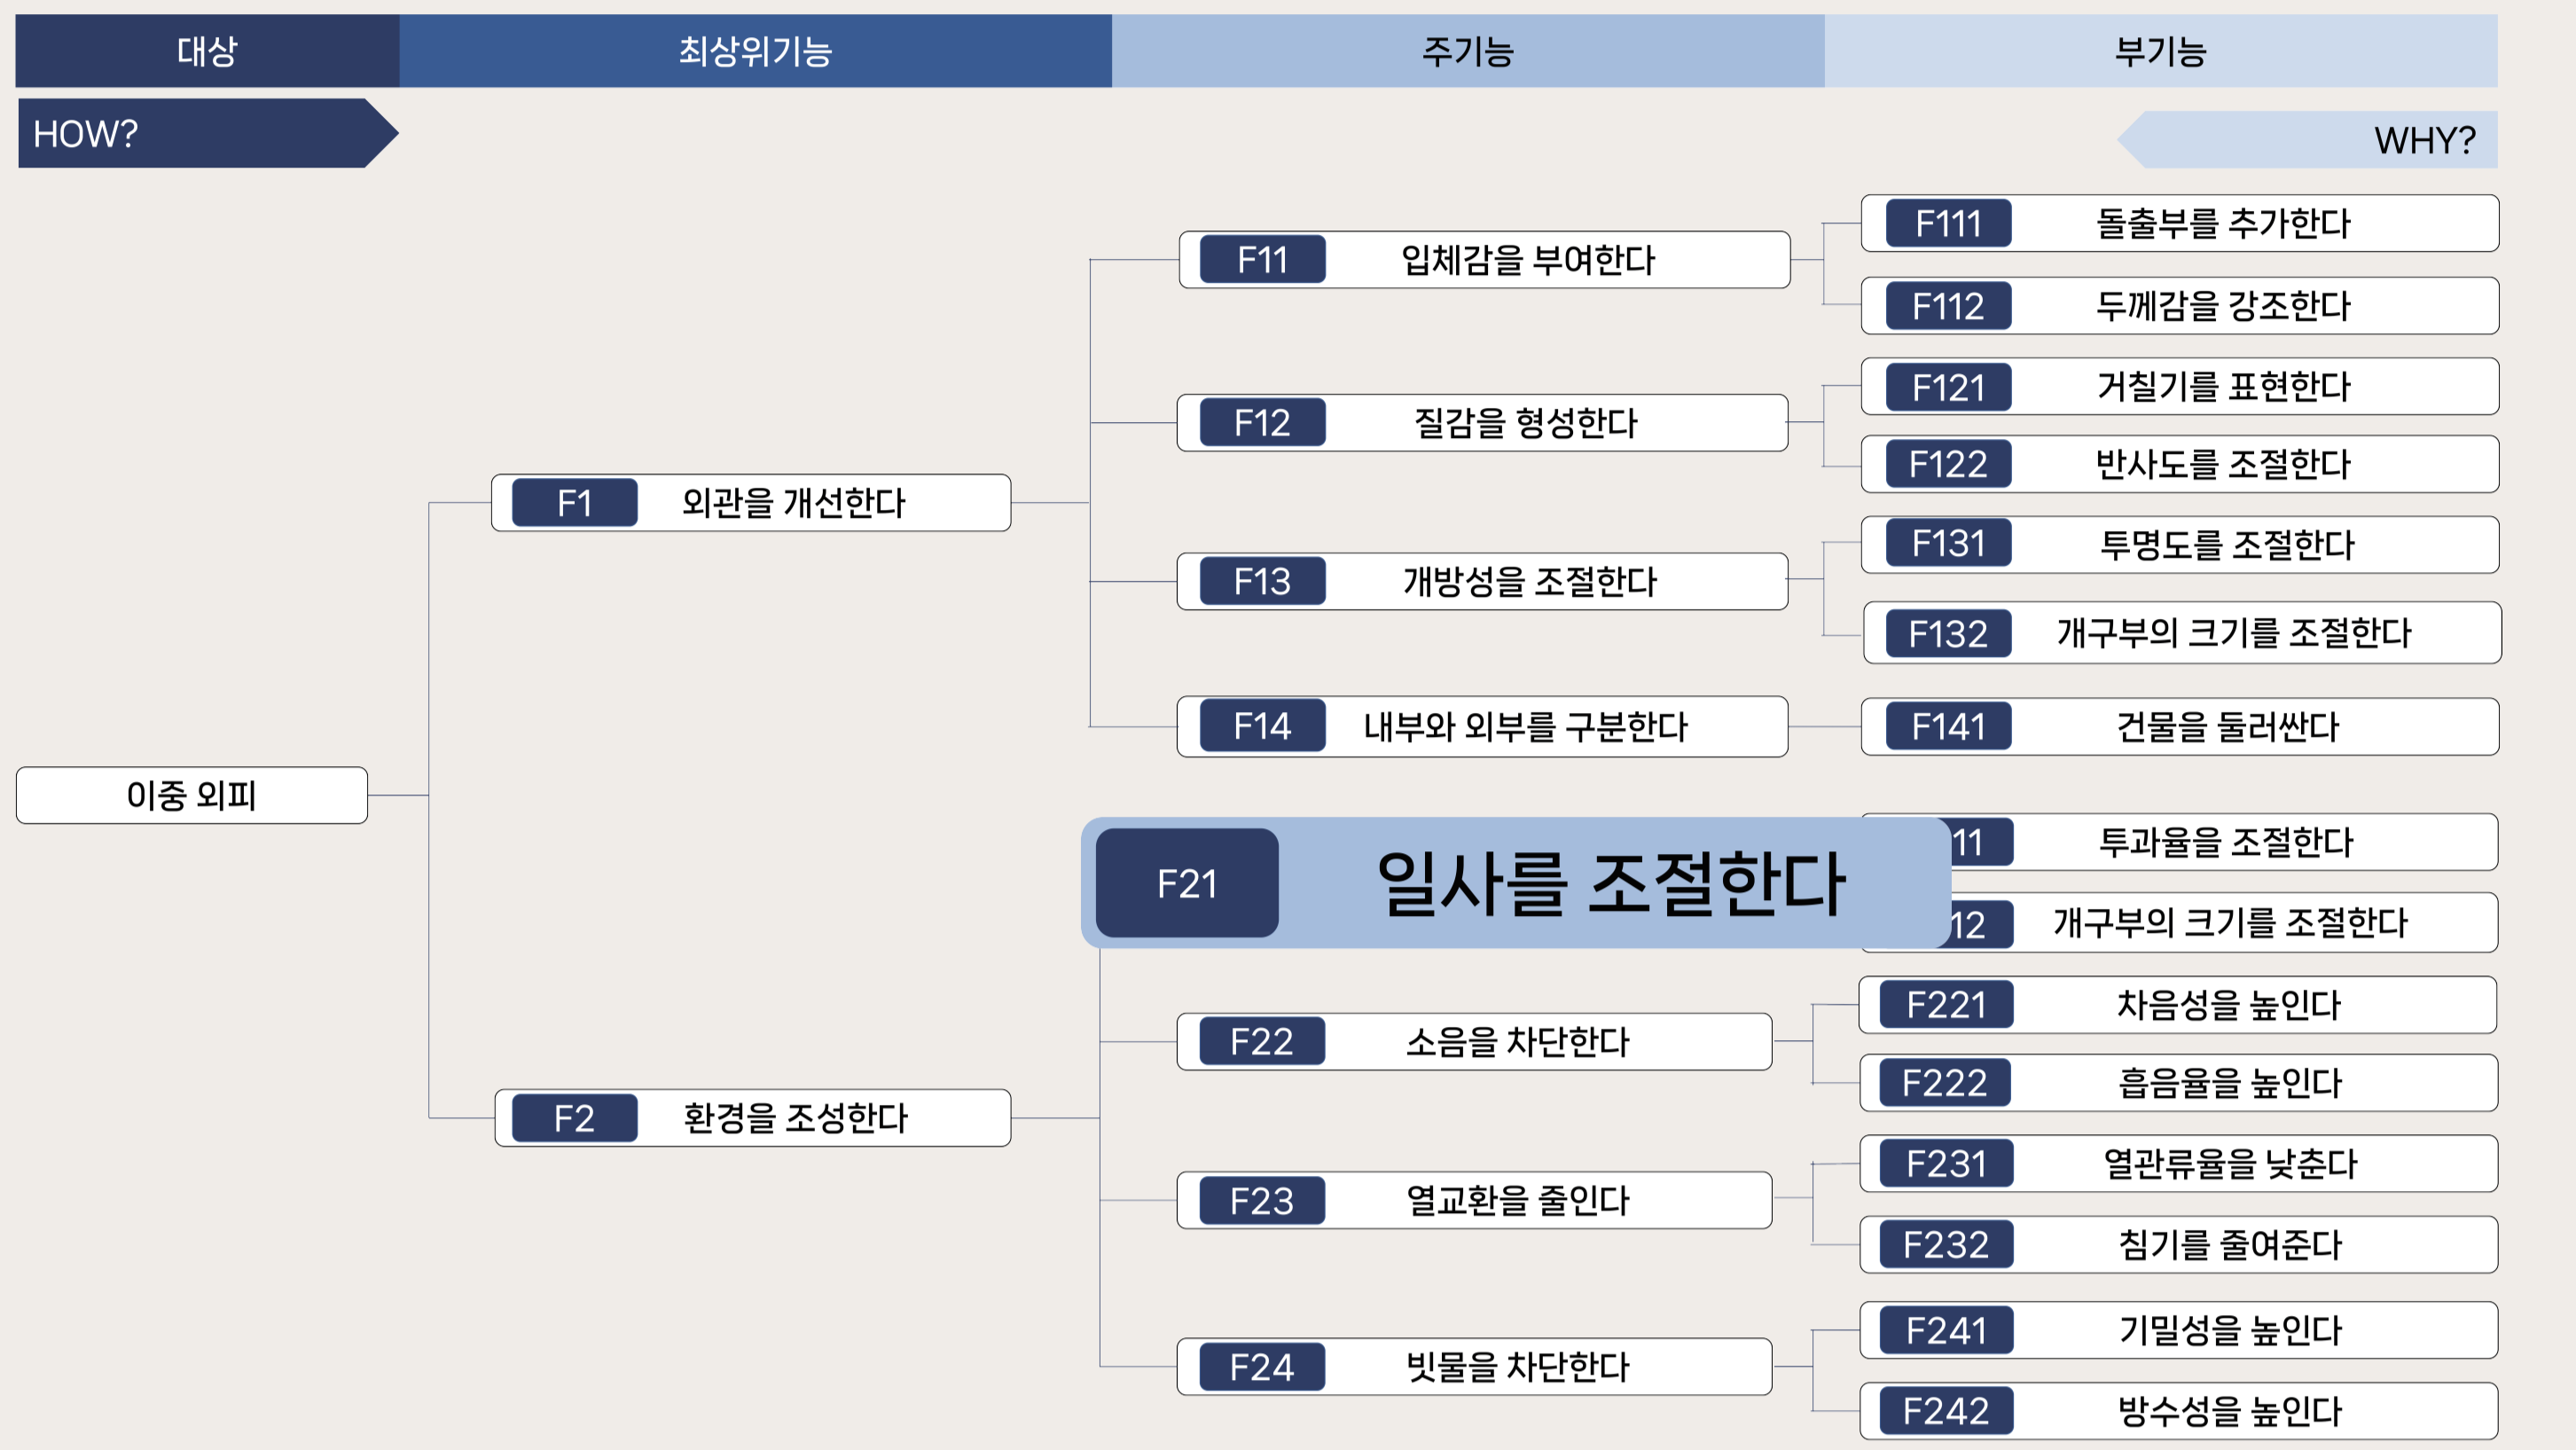 대상 최상위기능 주기능 부기능
HOW? WHY?
F111 돌출부를 추가한다
F11 입체감을 부여한다
F112 두께감을 강조한다
F121 거칠기를 표현한다
F12 질감을 형성한다
F122 반사도를 조절한다
F1 외관을 개선한다
F131 투명도를 조절한다
F13 개방성을 조절한다
F132 개구부의 크기를 조절한다
F14 내부와 외부를 구분한다 F141 건물을 둘러싼다
이중 외피
11 투과율을 조절한다
F21 일사를 조절한다
12 개구부의 크기를 조절한다
F221 차음성을 높인다
F22 소음을 차단한다
F222 흡음율을 높인다
F2 환경을 조성한다
F231 열관류율을 낮춘다
F23 열교환을 줄인다
F232 침기를 줄여준다
F241 기밀성을 높인다
F24 빗물을 차단한다
F242 방수성을 높인다